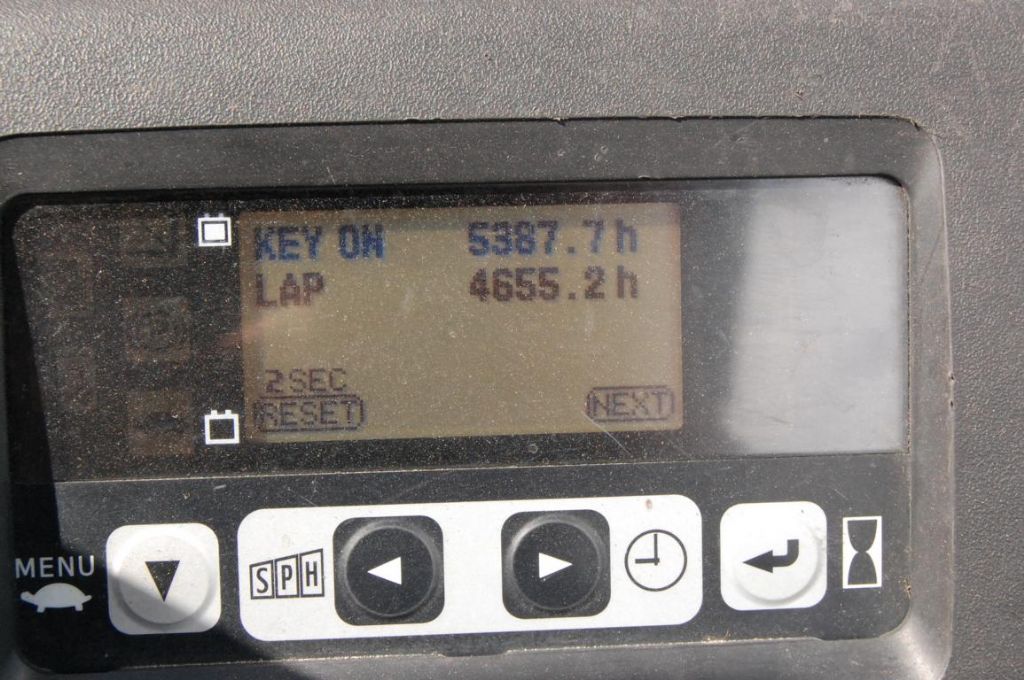 KEY ON 5387.7h
LAP 4655.2h
2SEC
RESET NEXT
MENU
SPH